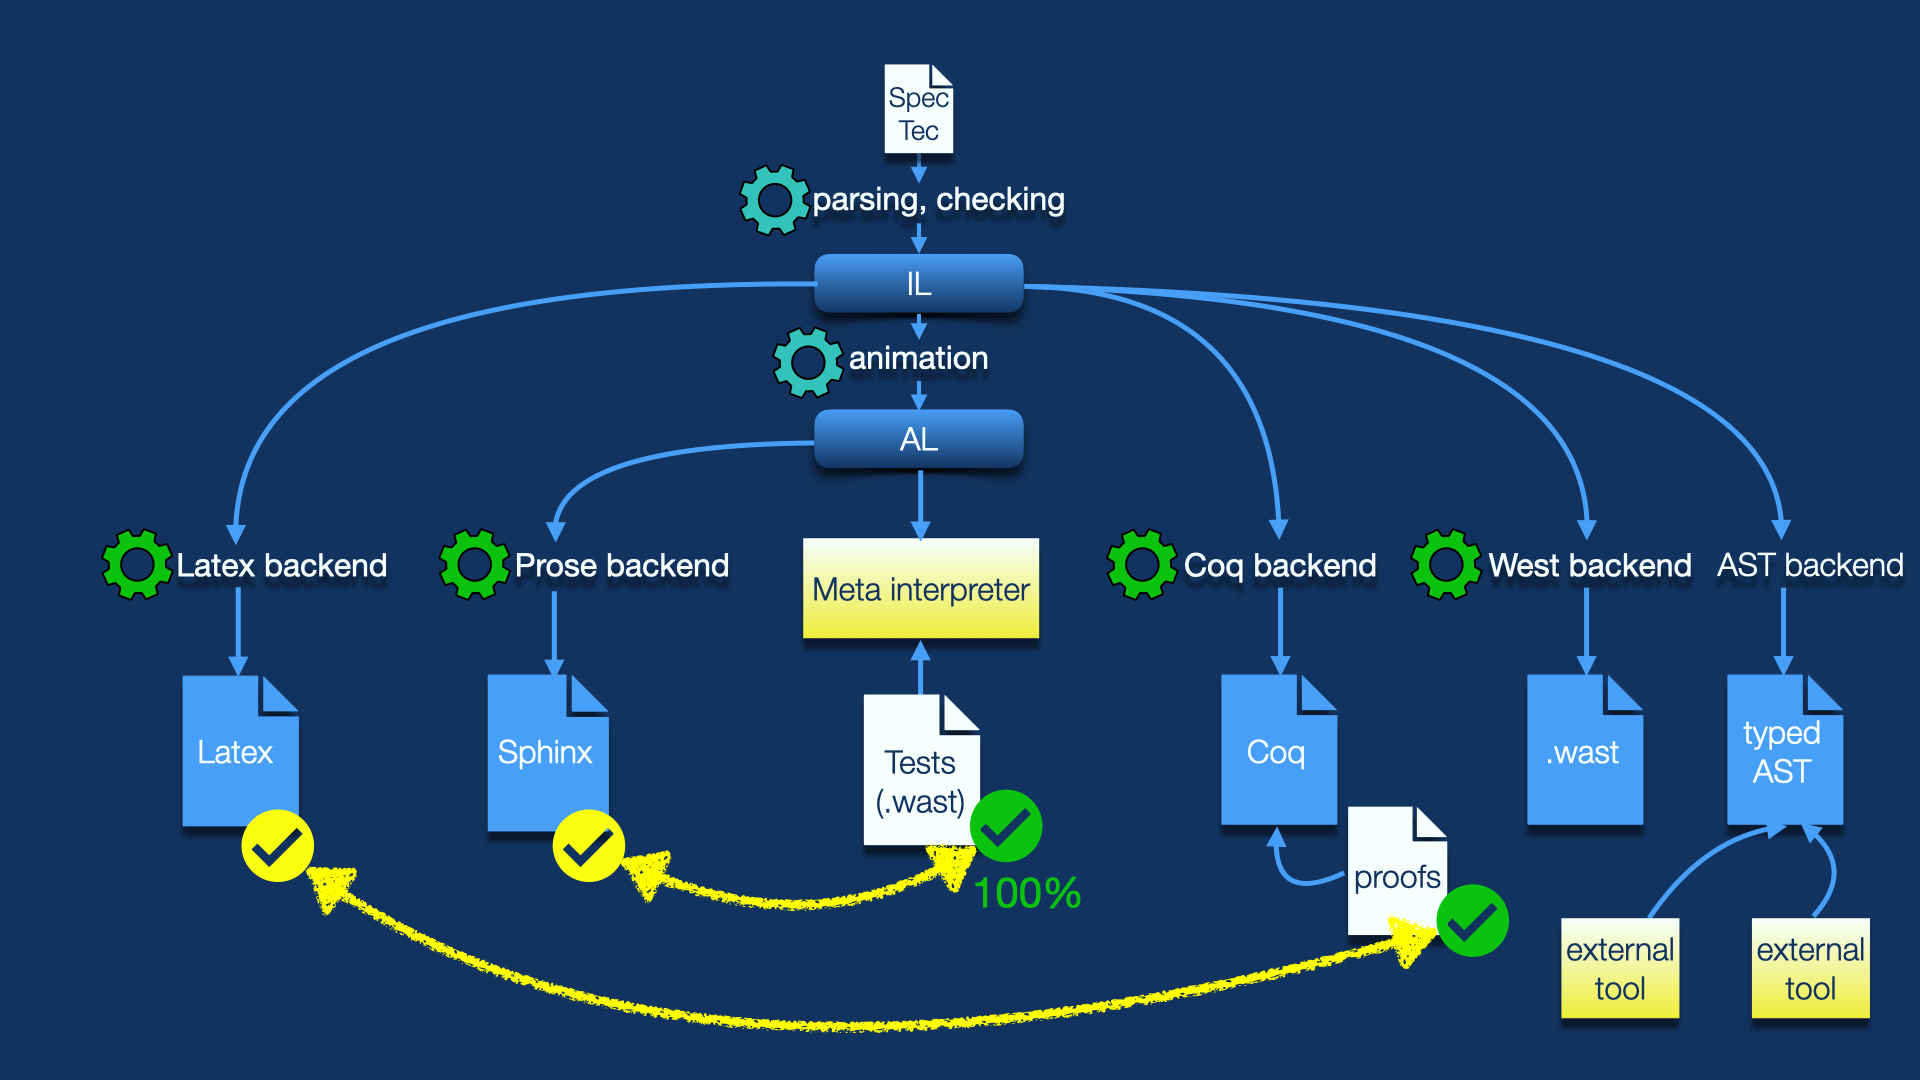 Spec
Tec
parsing, checking
IL
animation
AL
Latex backend
Prose backend
Meta interpreter
Coq backend
West backend
AST backend
Latex
Sphinx
Tests
(.wast)
100%
Coq
proofs
.wast
typed
AST
external
tool
external
tool